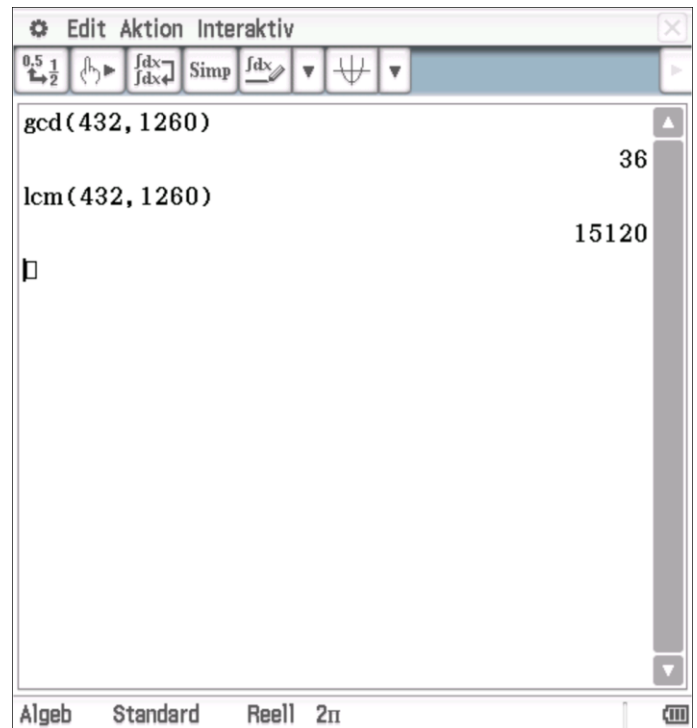 Edit Aktion Interaktiv
0,5 1 2 ∫dx ∫dx Simp ∫dx
gcd(432,1260)
36
lcm(432,1260)
15120
Algeb Standard Reell 2π